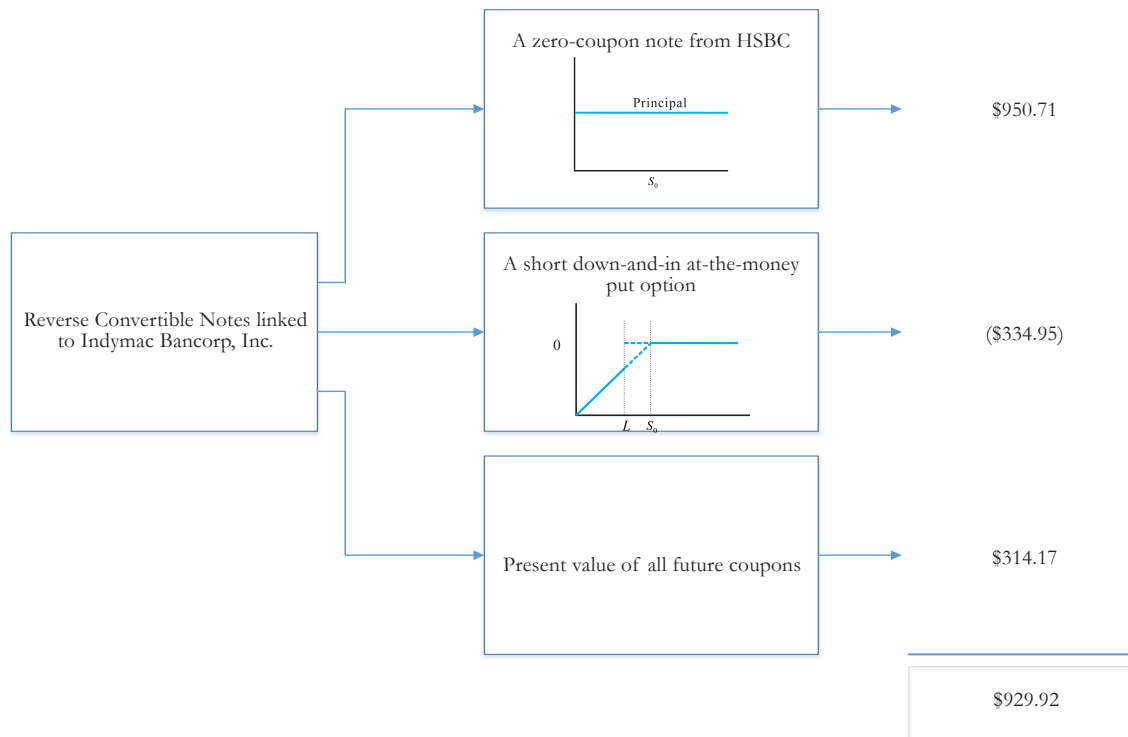 A zero-coupon note from HSBC
Principal
S₀
$950.71
Reverse Convertible Notes linked
to Indymac Bancorp, Inc.
A short down-and-in at-the-money
put option
0
L S₀
($334.95)
Present value of all future coupons
$314.17
$929.92